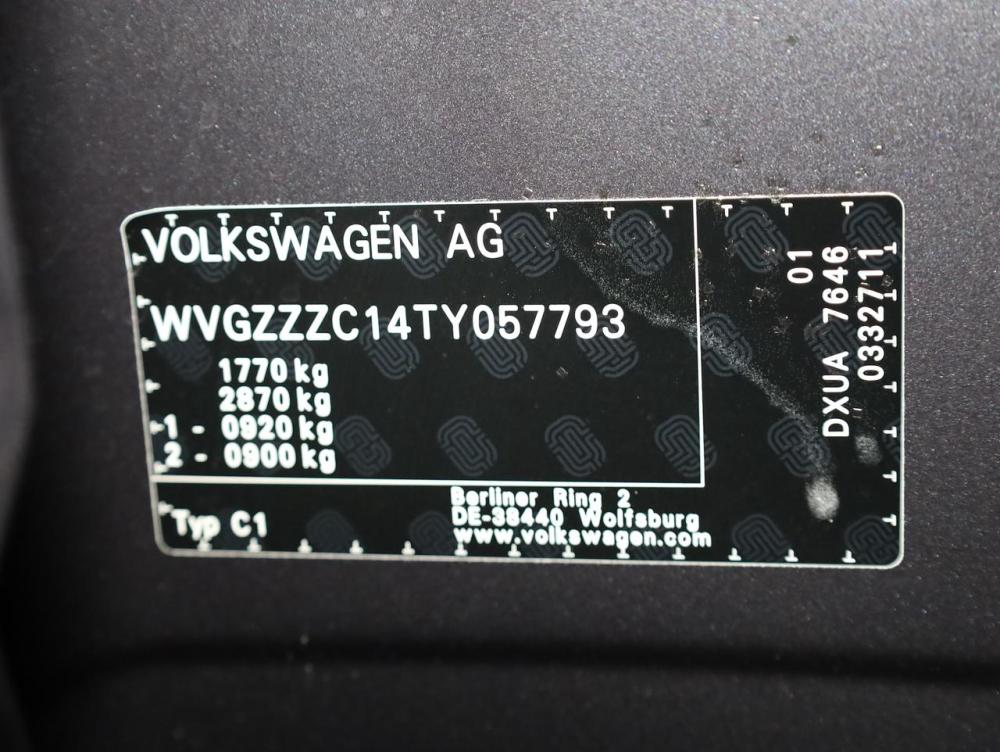 VOLKSWAGEN AG
WVGZZZC14TY057793
1770 kg
2870 kg
1 - 0920 kg
2 - 0900 kg
Typ C1
Berliner Ring 2
DE-38440 Wolfsburg
www.volkswagen.com
01
DXUA 7646
0332711